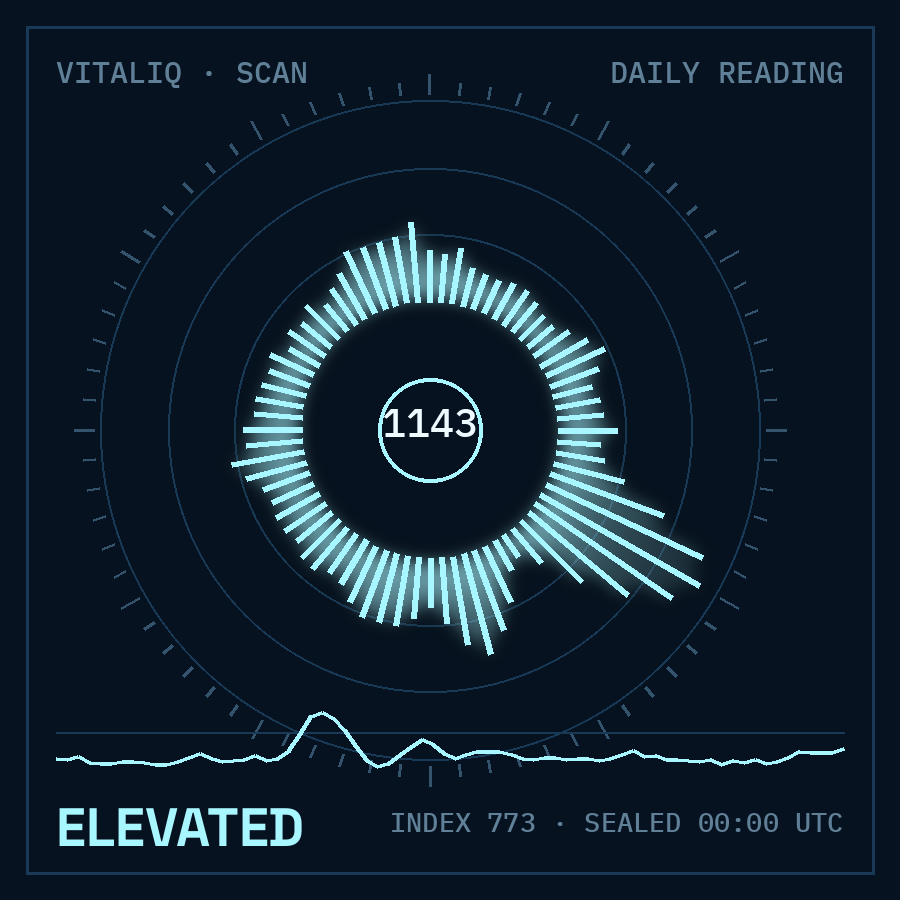 VITALIQ · SCAN
DAILY READING
1143
ELEVATED
INDEX 773 · SEALED 00:00 UTC